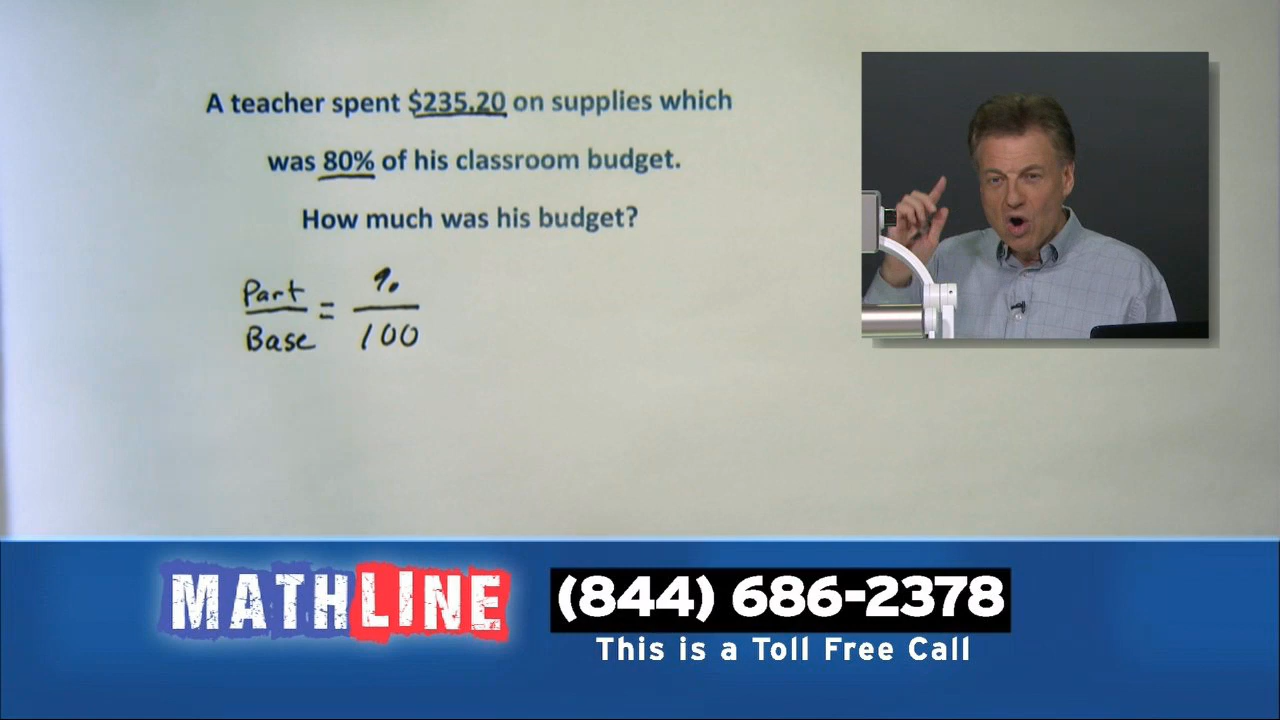 A teacher spent $235.20 on supplies which
was 80% of his classroom budget.
How much was his budget?
Part % 
Base = 100
MATHLINE (844) 686-2378
This is a Toll Free Call